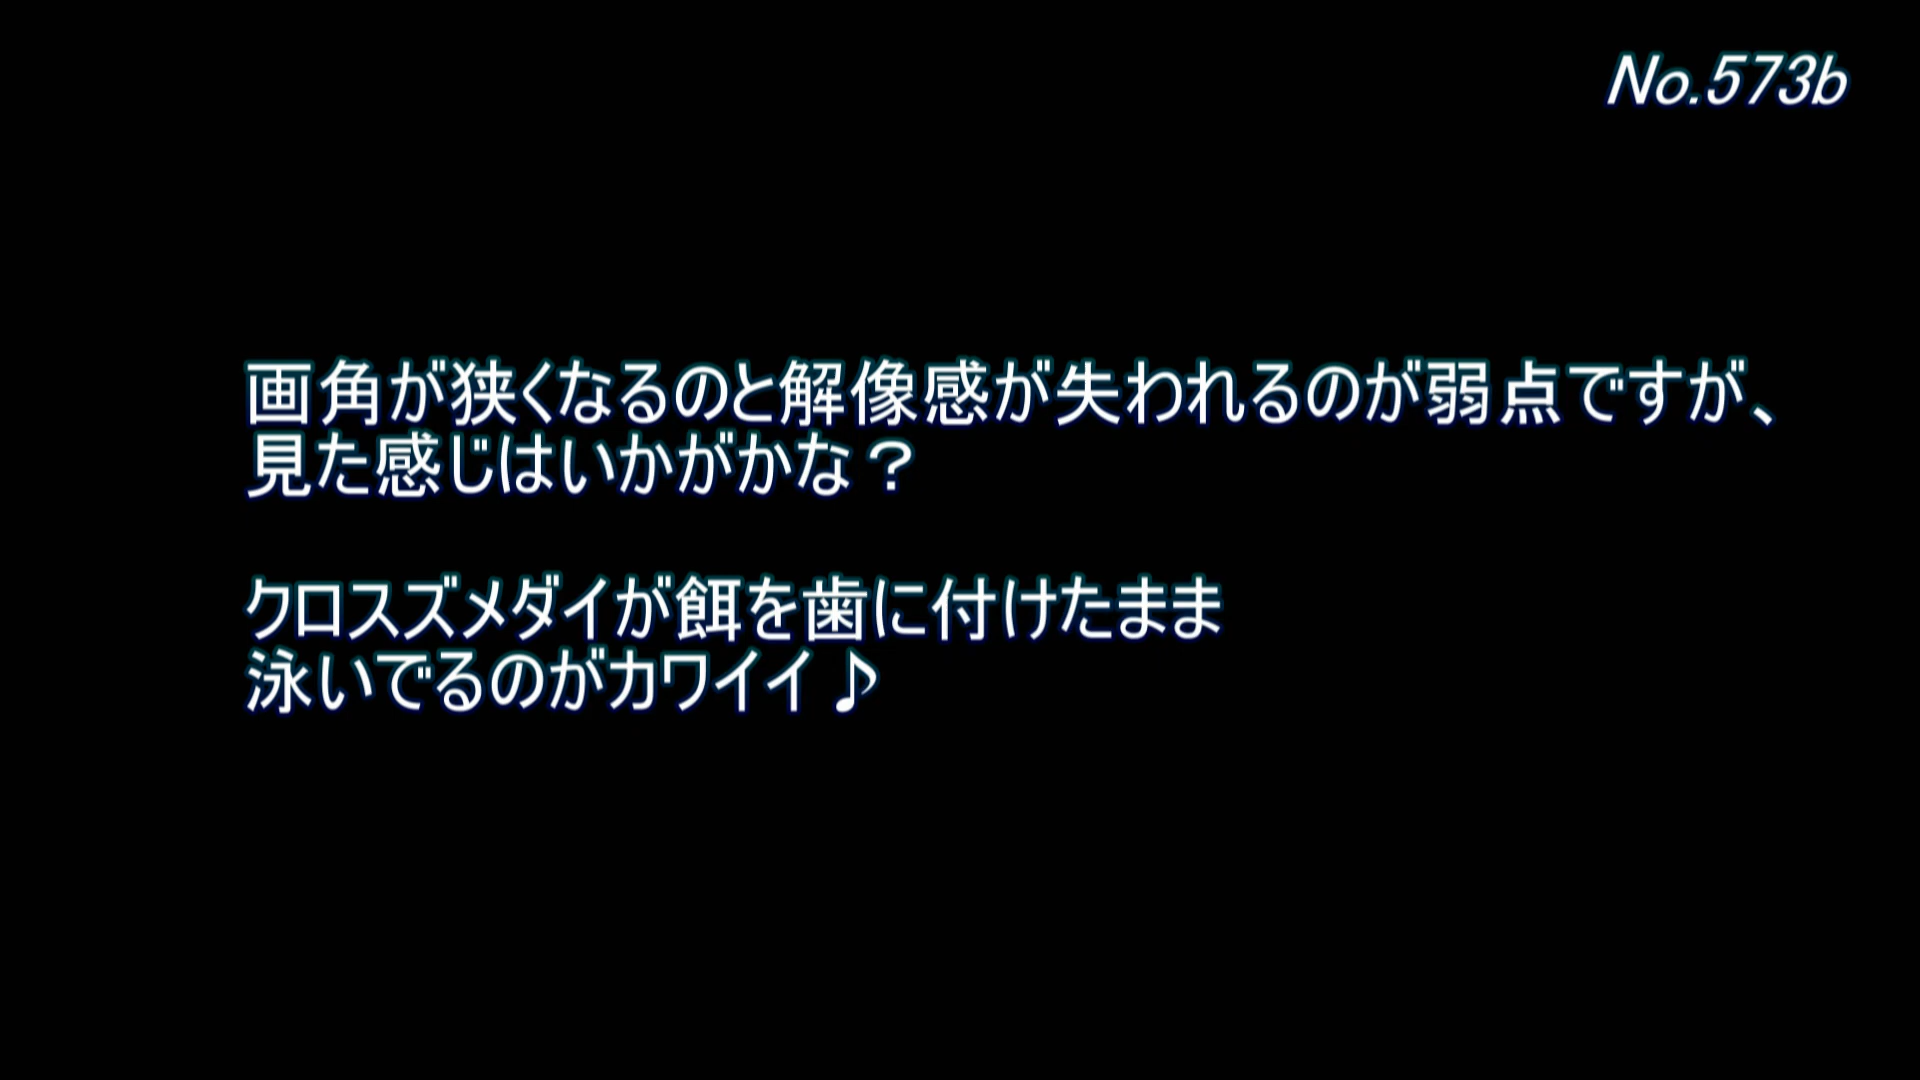 No.573b
画角が狭くなるのと解像感が失われるのが弱点ですが、
見た感じはいかがかな？
クロスズメダイが餌を歯に付けたまま
泳いでるのがカワイイ♪